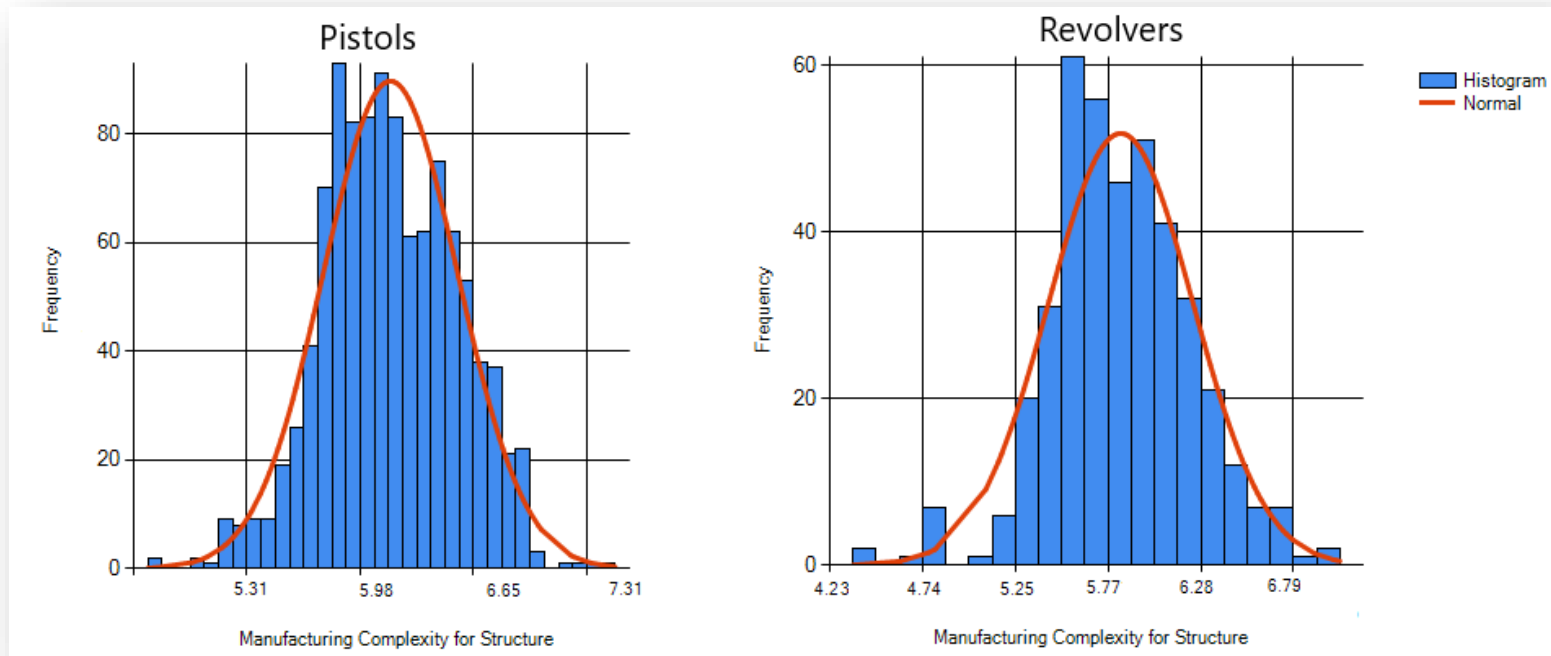 Pistols
80
60
40
20
0
Frequency
5.31 5.98 6.65 7.31
Manufacturing Complexity for Structure
Revolvers
60
40
20
0
Frequency
4.23 4.74 5.25 5.77 6.28 6.79
Manufacturing Complexity for Structure
Histogram
Normal